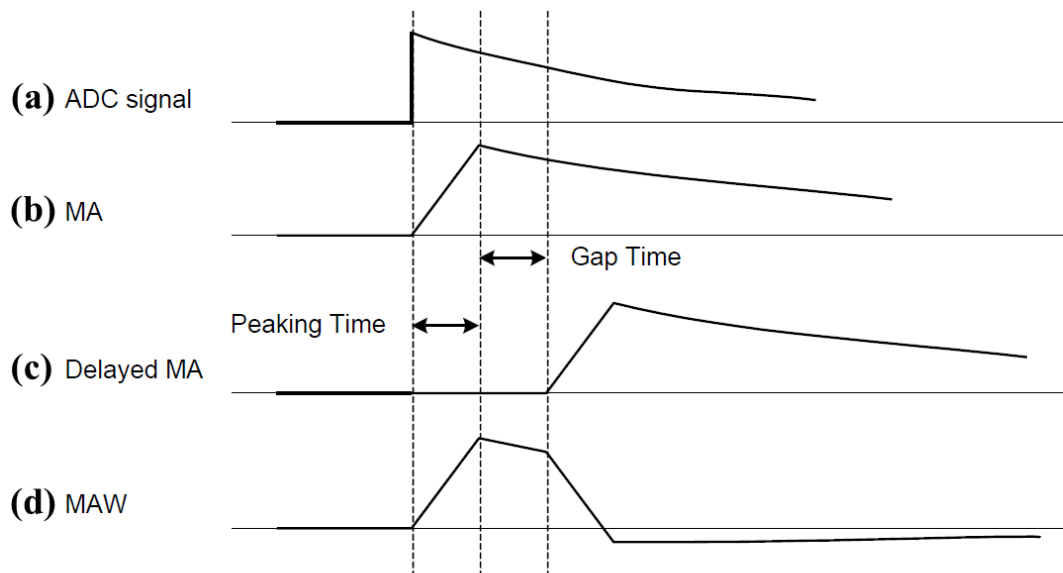 (a) ADC signal
(b) MA
Gap Time
Peaking Time
(c) Delayed MA
(d) MAW